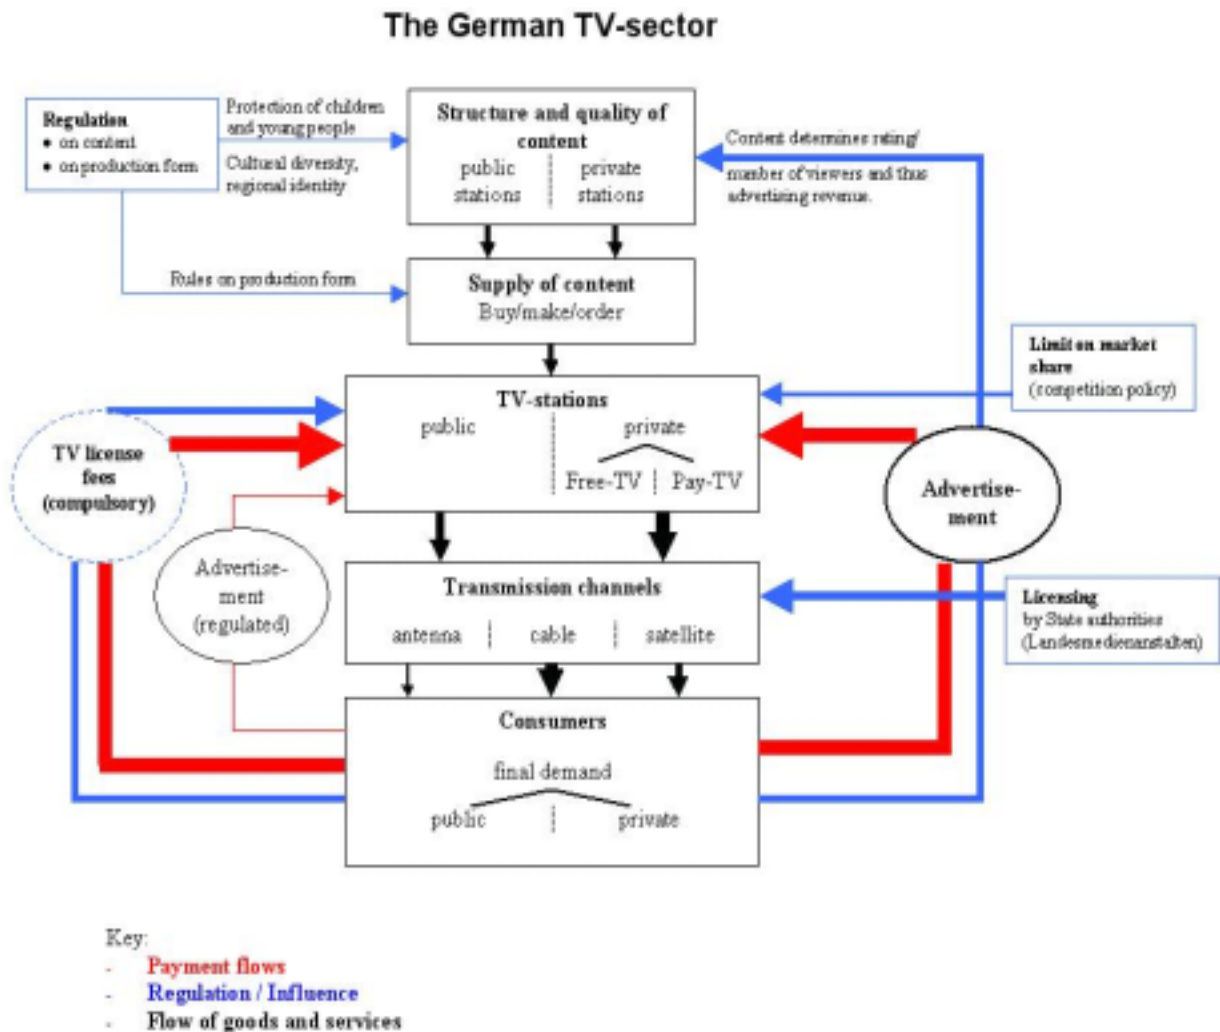 The German TV-sector
Regulation
• on content
• on production form
Protection of children
and young people
Cultural diversity,
regional identity
Structure and quality of
content
public
stations
private
stations
Content determines rating/
number of viewers and thus
advertising revenue.
Rules on production form
Supply of content
Buy/make/order
Limit on market
share
(competition policy)
TV-stations
public
private
Free-TV
Pay-TV
TV license
fees
(compulsory)
Advertise-
ment
Advertise-
ment
(regulated)
Transmission channels
antenna
cable
satellite
Licensing
by State authorities
(Landesmedienanstalten)
Consumers
final demand
public
private
Key:
- Payment flows
- Regulation / Influence
- Flow of goods and services